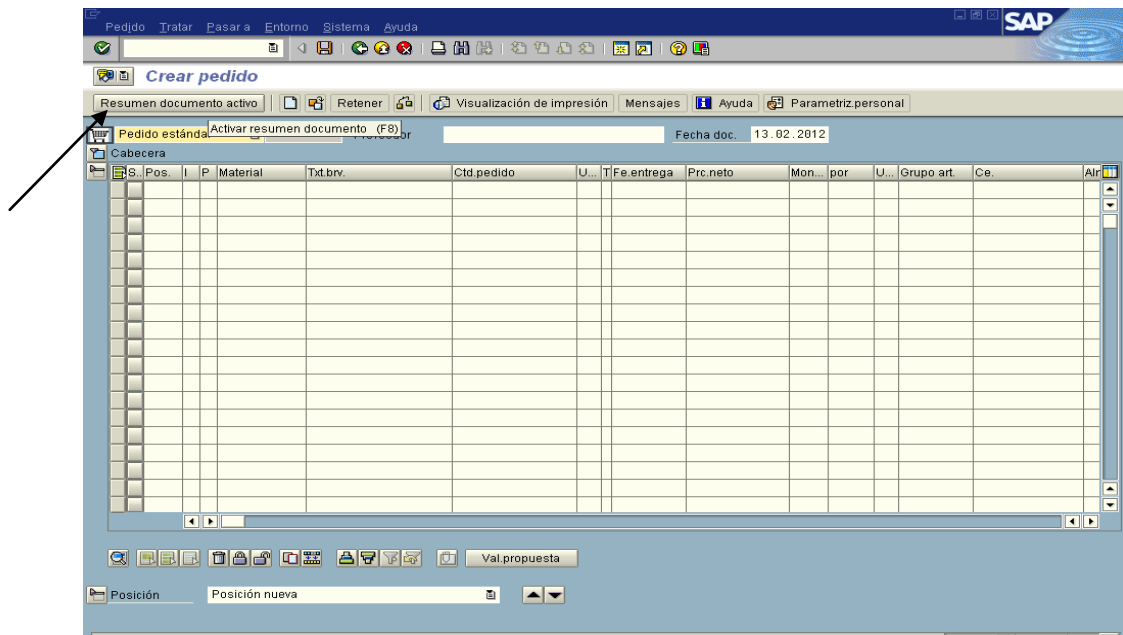 Pedido Tratar Pasar a Entorno Sistema Ayuda
SAP
Crear pedido
Resumen documento activo Retener Visualización de impresión Mensajes Ayuda Parametriz.personal
Pedido estánda Activar resumen documento (F8) Fecha doc. 13.02.2012
Cabecera
S.. Pos. I P Material Txt.brv. Ctd.pedido U... T Fe.entrega Prc.neto Mon... por U... Grupo art. Ce. Alr
Val.propuesta
Posición Posición nueva